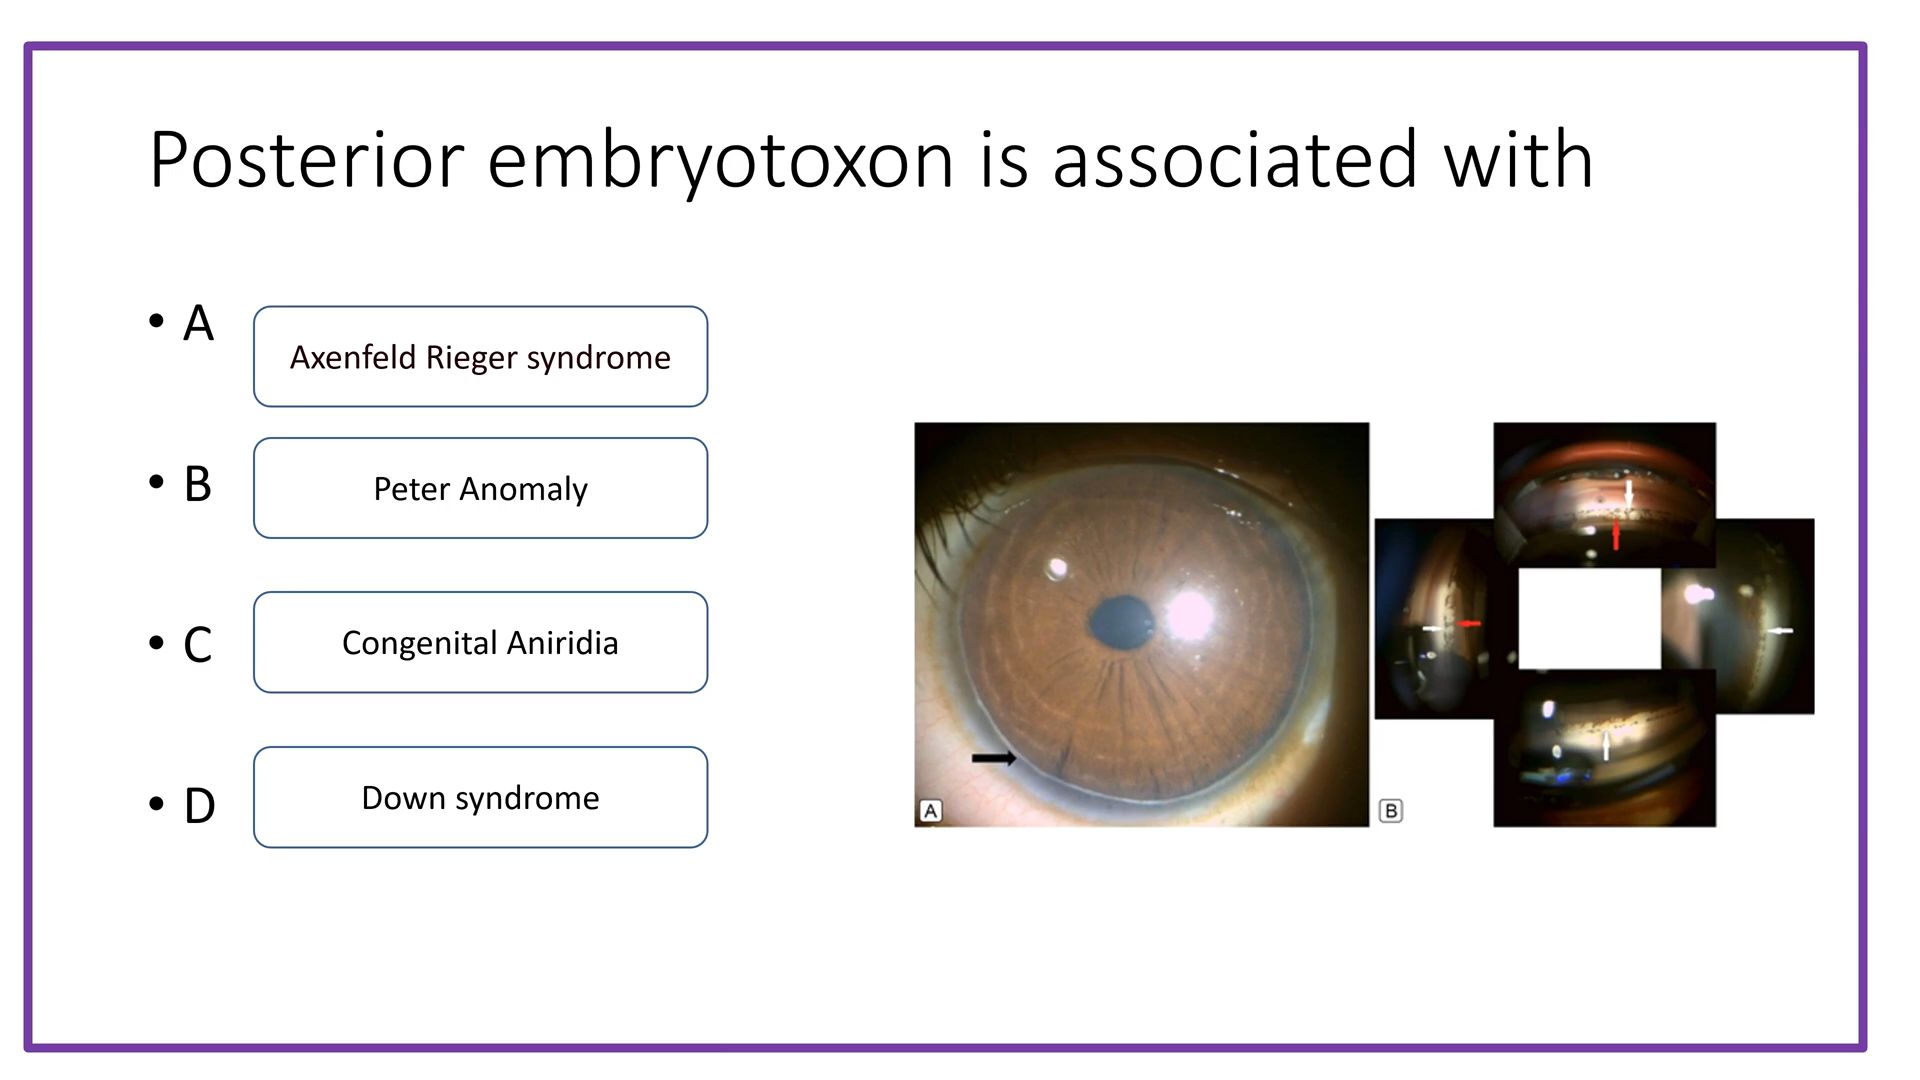 Posterior embryotoxon is associated with
• A
Axenfeld Rieger syndrome
• B
Peter Anomaly
• C
Congenital Aniridia
• D
Down syndrome
A
B